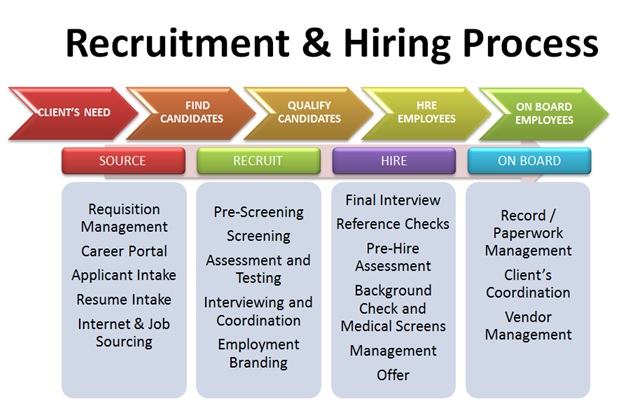 Recruitment & Hiring Process
CLIENT'S NEED
FIND
CANDIDATES
QUALIFY
CANDIDATES
HRE
EMPLOYEES
ON BOARD
EMPLOYEES
SOURCE
RECRUIT
HIRE
ON BOARD
Requisition
Management
Career Portal
Applicant Intake
Resume Intake
Internet & Job
Sourcing
Pre-Screening
Screening
Assessment and
Testing
Interviewing and
Coordination
Employment
Branding
Final Interview
Reference Checks
Pre-Hire
Assessment
Background
Check and
Medical Screens
Management
Offer
Record /
Paperwork
Management
Client's
Coordination
Vendor
Management